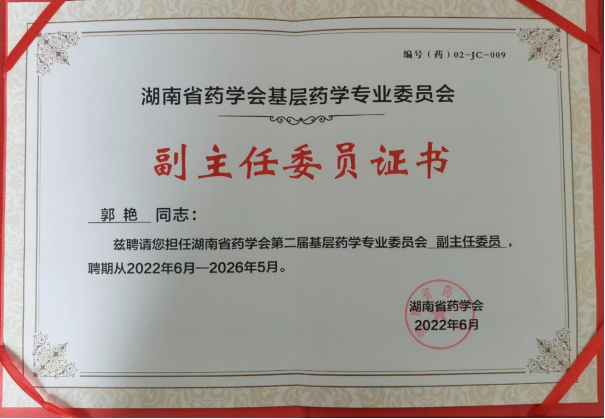 编号（药）02-JC-009
湖南省药学会基层药学专业委员会
副主任委员证书
郭艳 同志：
兹聘请您担任湖南省药学会第二届基层药学专业委员会 副主任委员，
聘期从2022年6月—2026年5月。
湖南省药学会
2022年6月